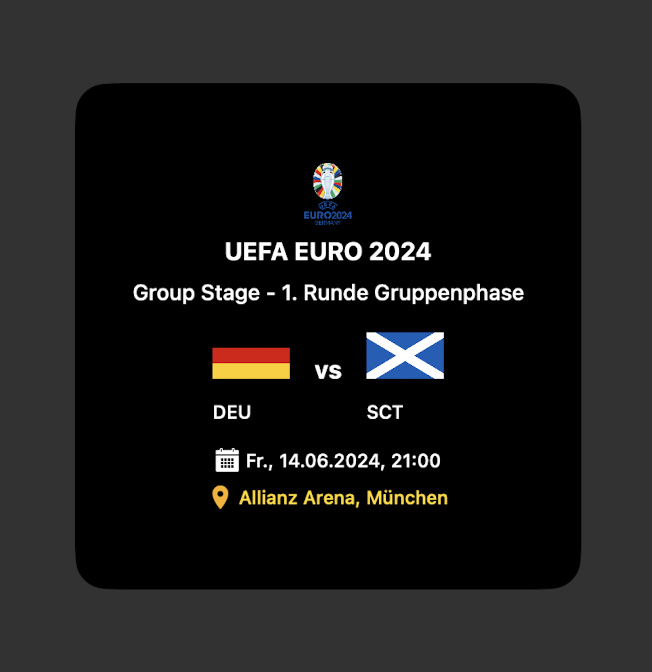 UEFA
EURO2024
GERMANY
UEFA EURO 2024
Group Stage - 1. Runde Gruppenphase
vs
DEU
SCT
Fr., 14.06.2024, 21:00
Allianz Arena, München